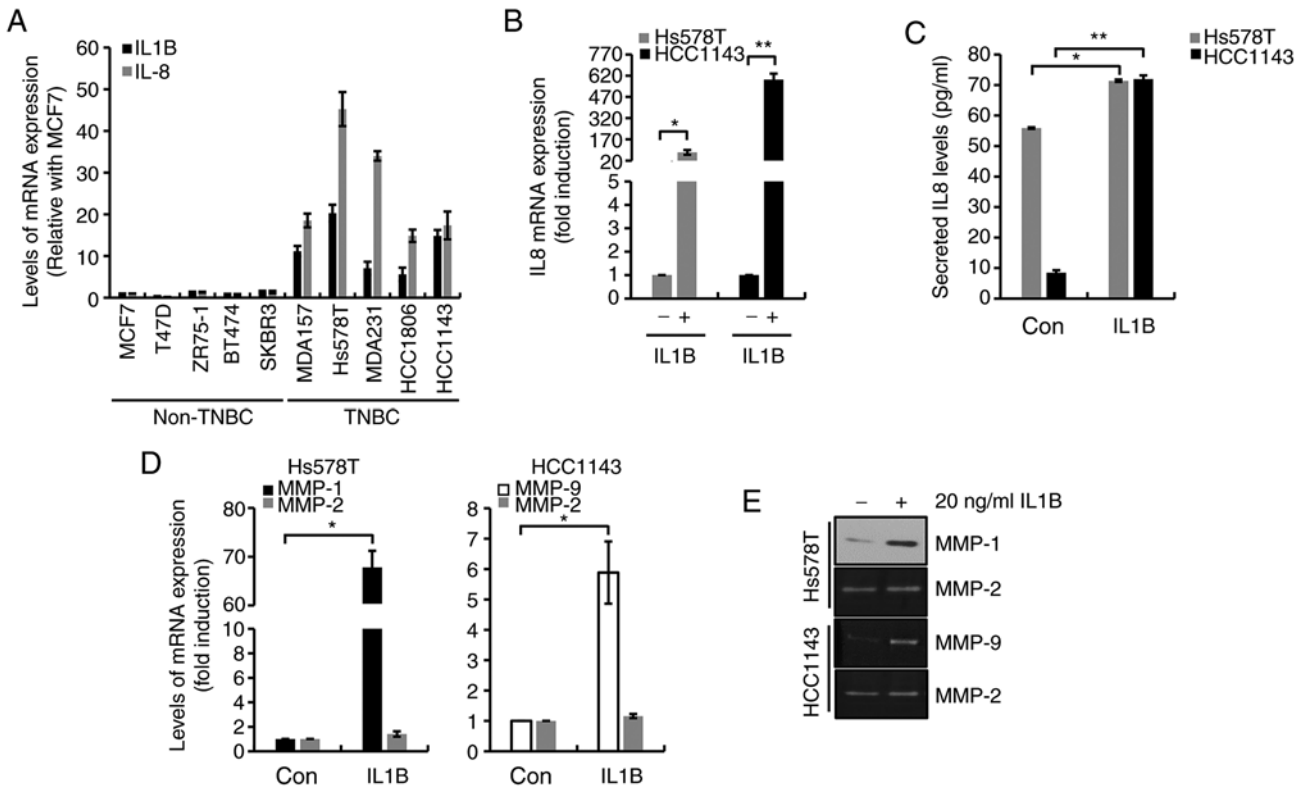 A
IL1B
IL-8
Levels of mRNA expression
(Relative with MCF7)
60
50
40
30
20
10
0
MCF7
T47D
ZR75-1
BT474
SKBR3
MDA157
Hs578T
MDA231
HCC1806
HCC1143
Non-TNBC
TNBC
B
Hs578T
HCC1143
IL8 mRNA expression
(fold induction)
770
620
470
320
170
20
5
4
3
2
1
0
*
**
− + − +
IL1B IL1B
C
Hs578T
HCC1143
Secreted IL8 levels (pg/ml)
80
70
60
50
40
30
20
10
0
**
*
Con IL1B
D
Hs578T
MMP-1
MMP-2
Levels of mRNA expression
(fold induction)
80
70
60
10
8
6
4
2
0
*
Con IL1B
HCC1143
MMP-9
MMP-2
8
7
6
5
4
3
2
1
0
*
Con IL1B
E
− + 20 ng/ml IL1B
Hs578T
MMP-1
MMP-2
HCC1143
MMP-9
MMP-2